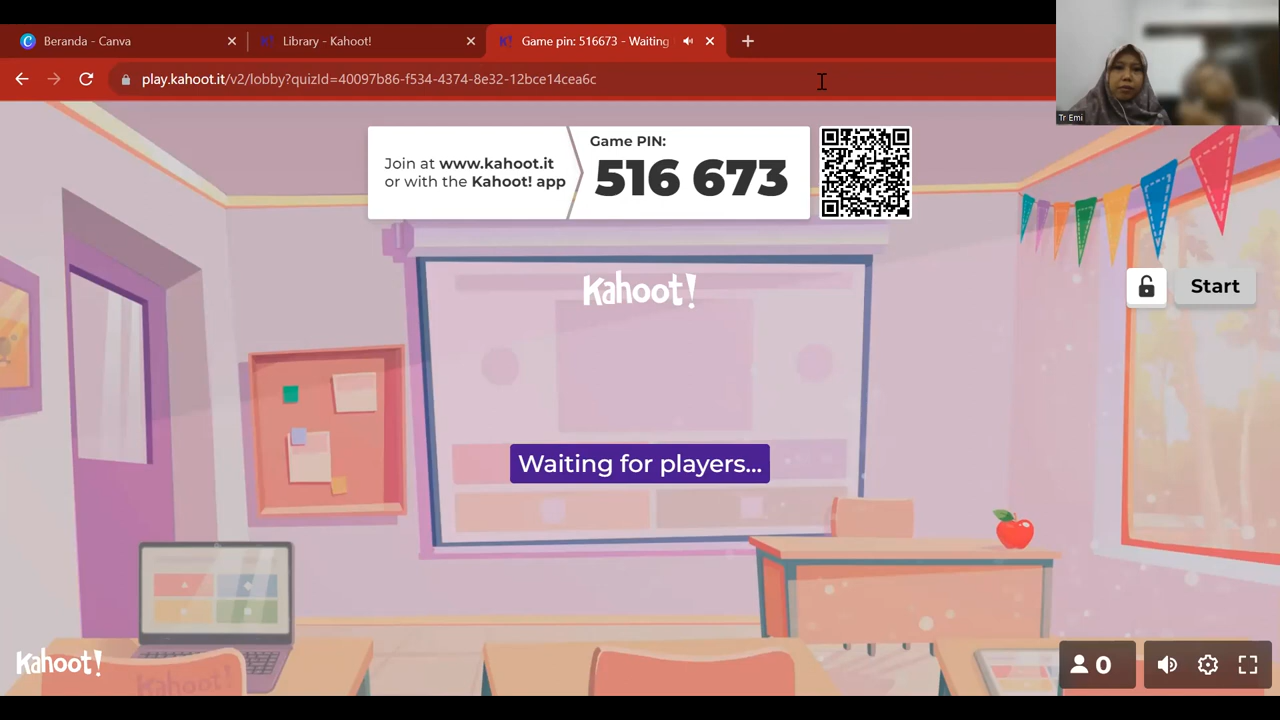 Beranda - Canva
Library - Kahoot!
Game pin: 516673 - Waiting
play.kahoot.it/v2/lobby?quizId=40097b86-f534-4374-8e32-12bce14cea6c
Tr Emi
Join at www.kahoot.it
or with the Kahoot! app
Game PIN:
516 673
Kahoot!
Start
Waiting for players...
Kahoot!
Kahoot!
0